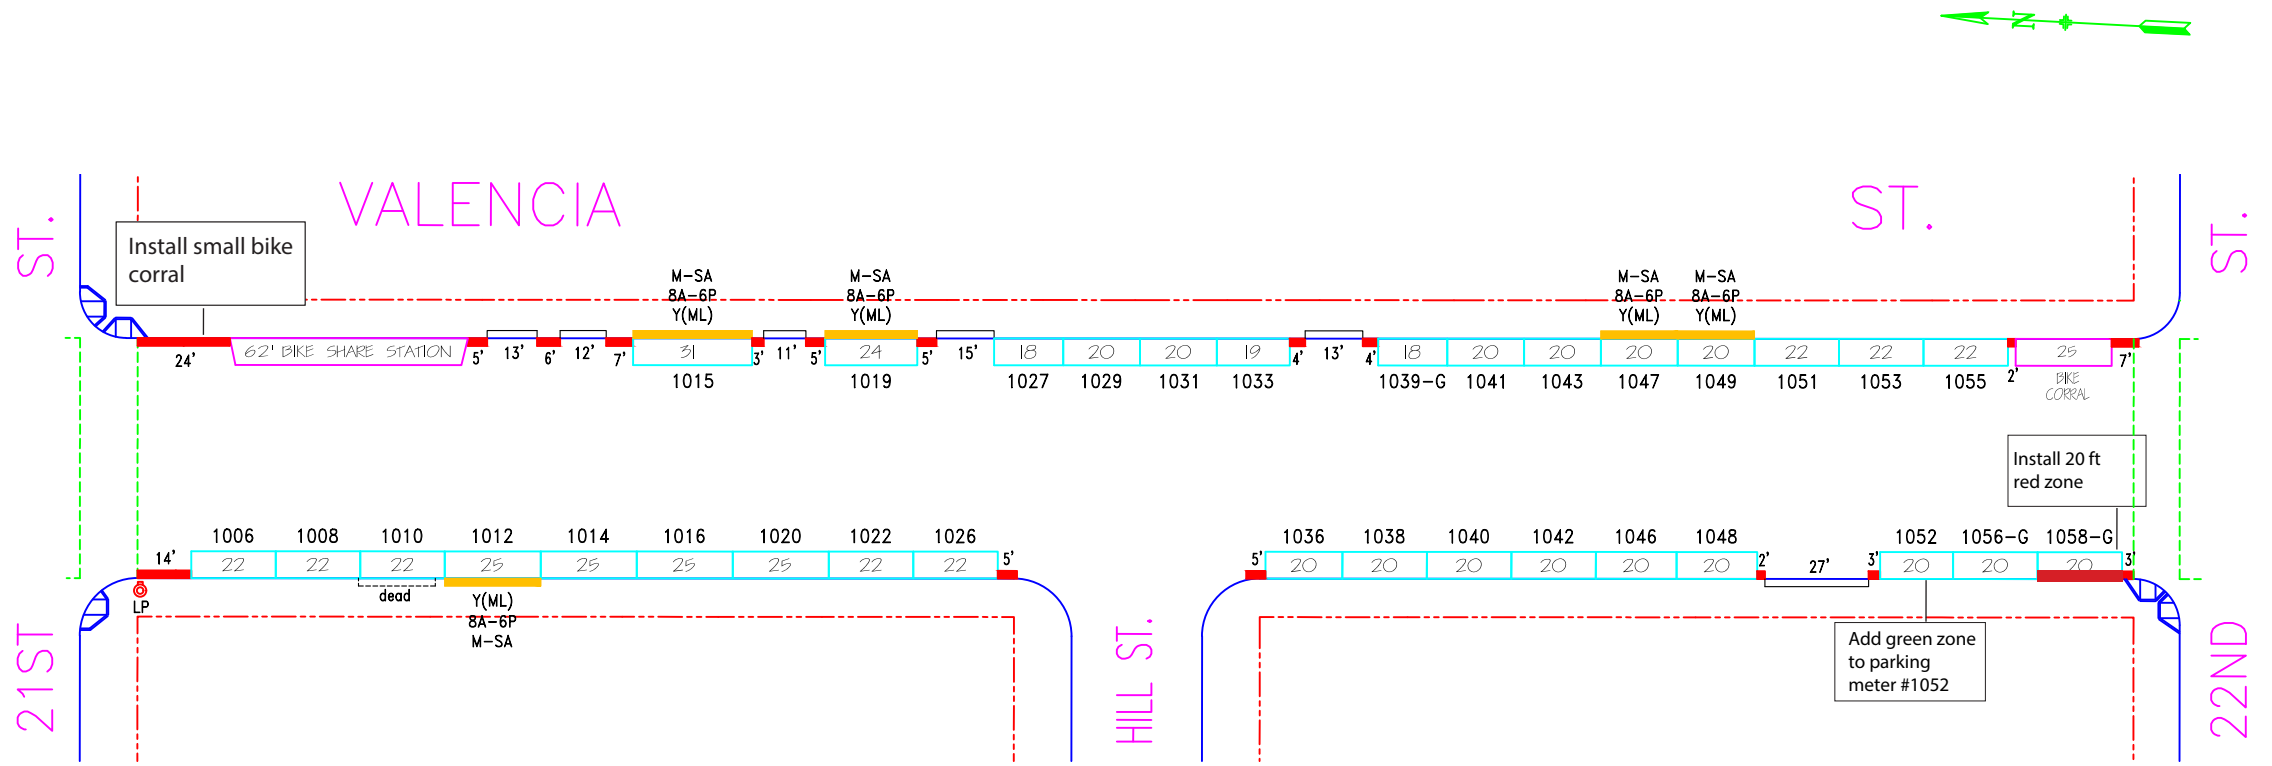 N
VALENCIA ST.
ST.
ST.
Install small bike
corral
M-SA
8A-6P
Y(ML)
M-SA
8A-6P
Y(ML)
M-SA
8A-6P
Y(ML)
M-SA
8A-6P
Y(ML)
24' 62' BIKE SHARE STATION 5' 13' 6' 12' 7' 31 3' 11' 5' 24 5' 15' 18 20 20 19 4' 13' 4' 18 20 20 20 20 22 22 22 2' 25 7'
1015 1019 1027 1029 1031 1033 1039-G 1041 1043 1047 1049 1051 1053 1055
BIKE
CORRAL
Install 20 ft
red zone
1006 1008 1010 1012 1014 1016 1020 1022 1026 1036 1038 1040 1042 1046 1048 1052 1056-G 1058-G
14' 22 22 22 25 25 25 25 22 22 5' 5' 20 20 20 20 20 20 2' 27' 3' 20 20 20 3'
dead
LP
Y(ML)
8A-6P
M-SA
Add green zone
to parking
meter #1052
21ST
HILL ST.
22ND